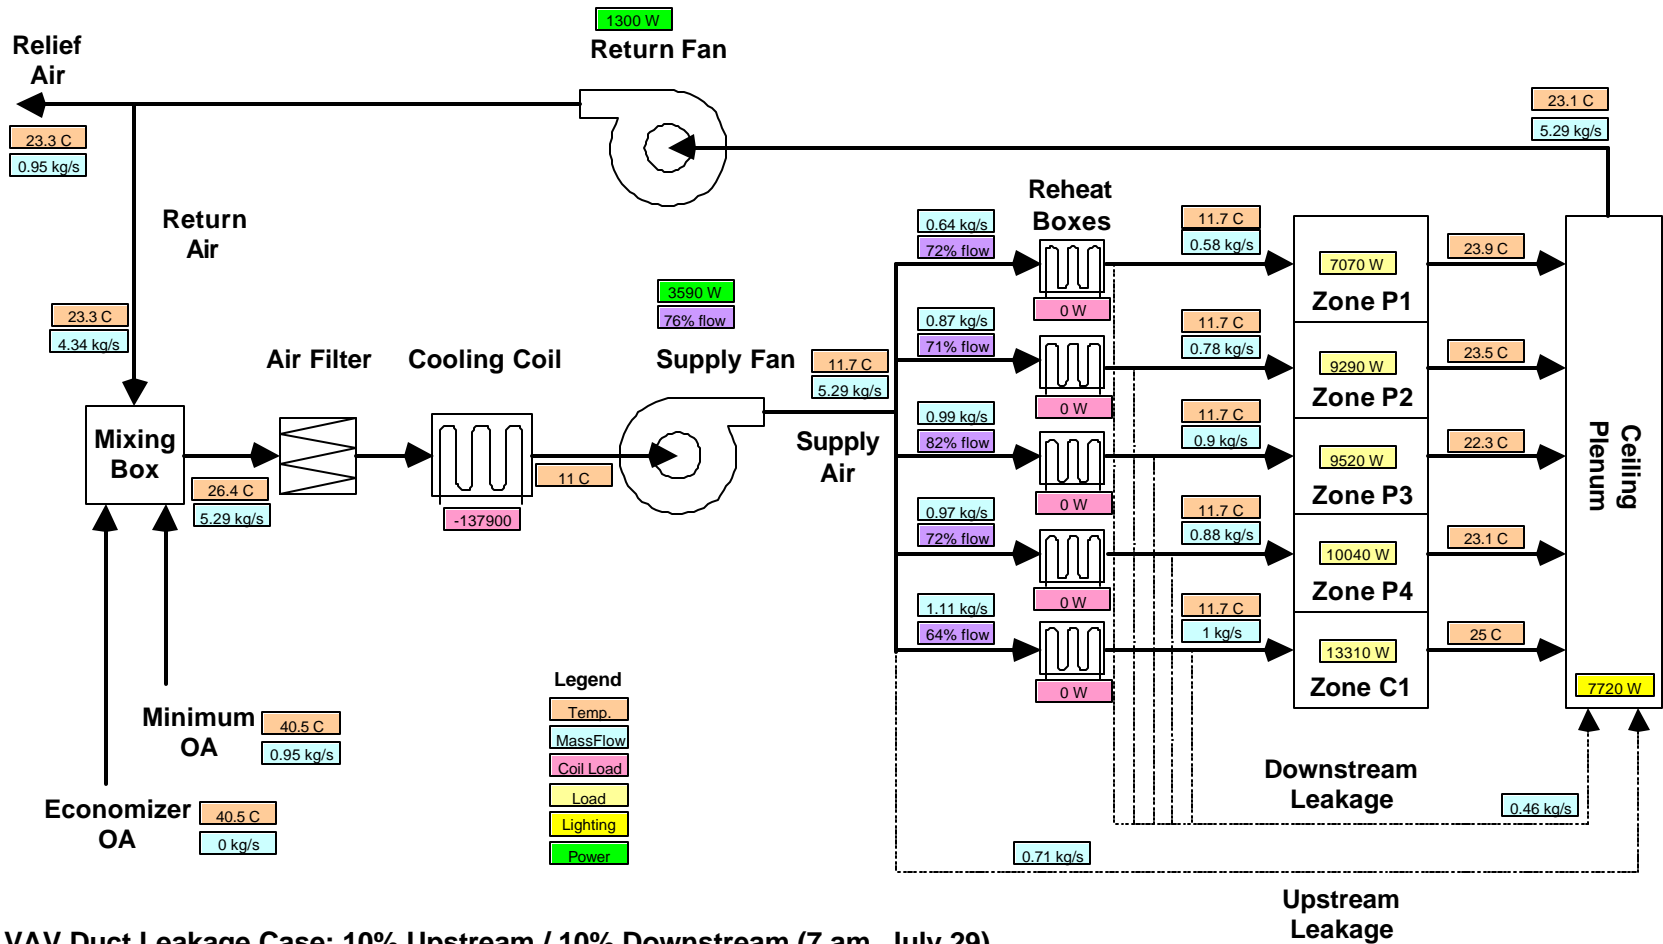 1300 W
Return Fan
Relief
Air
23.3 C
0.95 kg/s
23.1 C
5.29 kg/s
Return
Air
23.3 C
4.34 kg/s
Reheat
Boxes
0.64 kg/s
72% flow
0 W
11.7 C
0.58 kg/s
7070 W
Zone P1
23.9 C
3590 W
76% flow
Air Filter
Cooling Coil
Supply Fan
11.7 C
5.29 kg/s
0.87 kg/s
71% flow
0 W
11.7 C
0.78 kg/s
9290 W
Zone P2
23.5 C
Mixing
Box
26.4 C
5.29 kg/s
-137900
11 C
Supply
Air
0.99 kg/s
82% flow
0 W
11.7 C
0.9 kg/s
9520 W
Zone P3
22.3 C
Ceiling
Plenum
0.97 kg/s
72% flow
0 W
11.7 C
0.88 kg/s
10040 W
Zone P4
23.1 C
1.11 kg/s
64% flow
0 W
11.7 C
1 kg/s
13310 W
Zone C1
25 C
7720 W
Minimum
OA
40.5 C
0.95 kg/s
Economizer
OA
40.5 C
0 kg/s
Legend
Temp.
MassFlow
Coil Load
Load
Lighting
Power
Downstream
Leakage
0.46 kg/s
0.71 kg/s
Upstream
Leakage
VAV Duct Leakage Case: 10% Upstream / 10% Downstream (7 am, July 29)